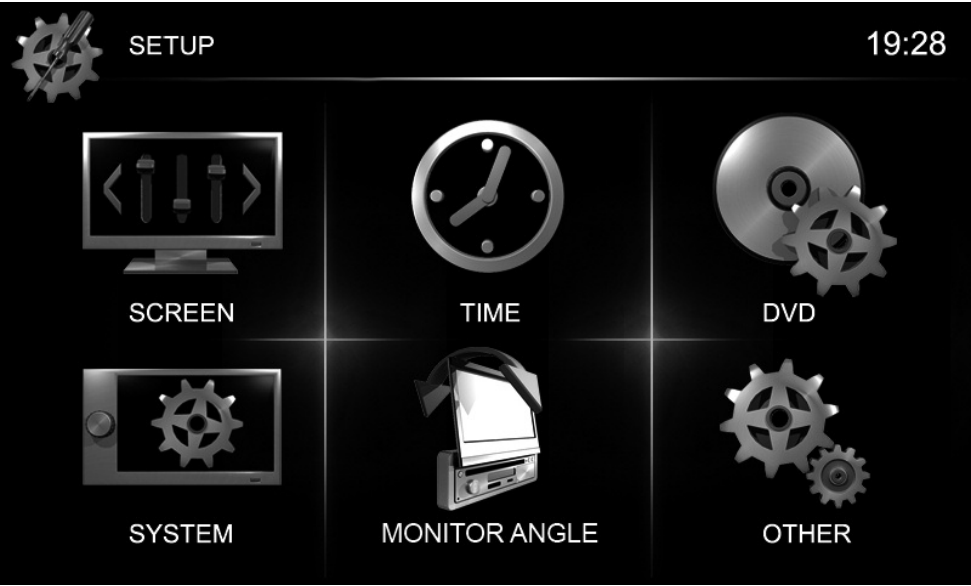 SETUP
19:28
SCREEN
TIME
DVD
SYSTEM
MONITOR ANGLE
OTHER